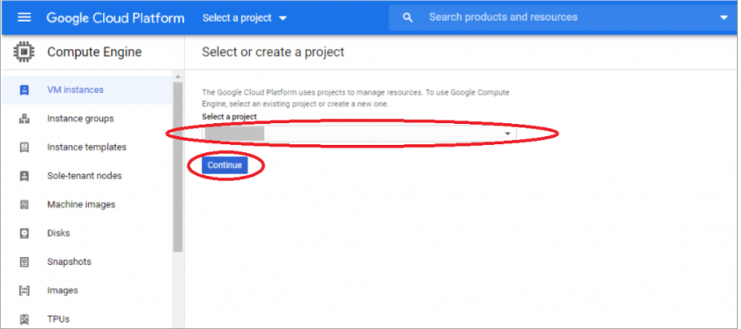 Google Cloud Platform
Select a project
Search products and resources
Compute Engine
Select or create a project
VM instances
Instance groups
Instance templates
Sole-tenant nodes
Machine images
Disks
Snapshots
Images
TPUs
The Google Cloud Platform uses projects to manage resources. To use Google Compute
Engine, select an existing project or create a new one.
Select a project
Continue